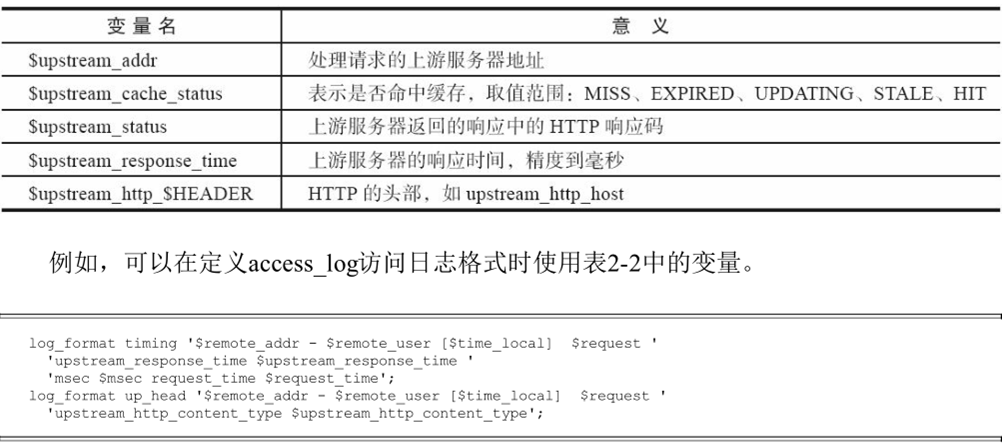 变量名 意 义
$upstream_addr 处理请求的上游服务器地址
$upstream_cache_status 表示是否命中缓存，取值范围：MISS、EXPIRED、UPDATING、STALE、HIT
$upstream_status 上游服务器返回的响应中的 HTTP 响应码
$upstream_response_time 上游服务器的响应时间，精度到毫秒
$upstream_http_$HEADER HTTP 的头部，如 upstream_http_host
例如，可以在定义access_log访问日志格式时使用表2-2中的变量。
log_format timing '$remote_addr - $remote_user [$time_local]  $request '
'upstream_response_time $upstream_response_time '
'msec $msec request_time $request_time';
log_format up_head '$remote_addr - $remote_user [$time_local]  $request '
'upstream_http_content_type $upstream_http_content_type';